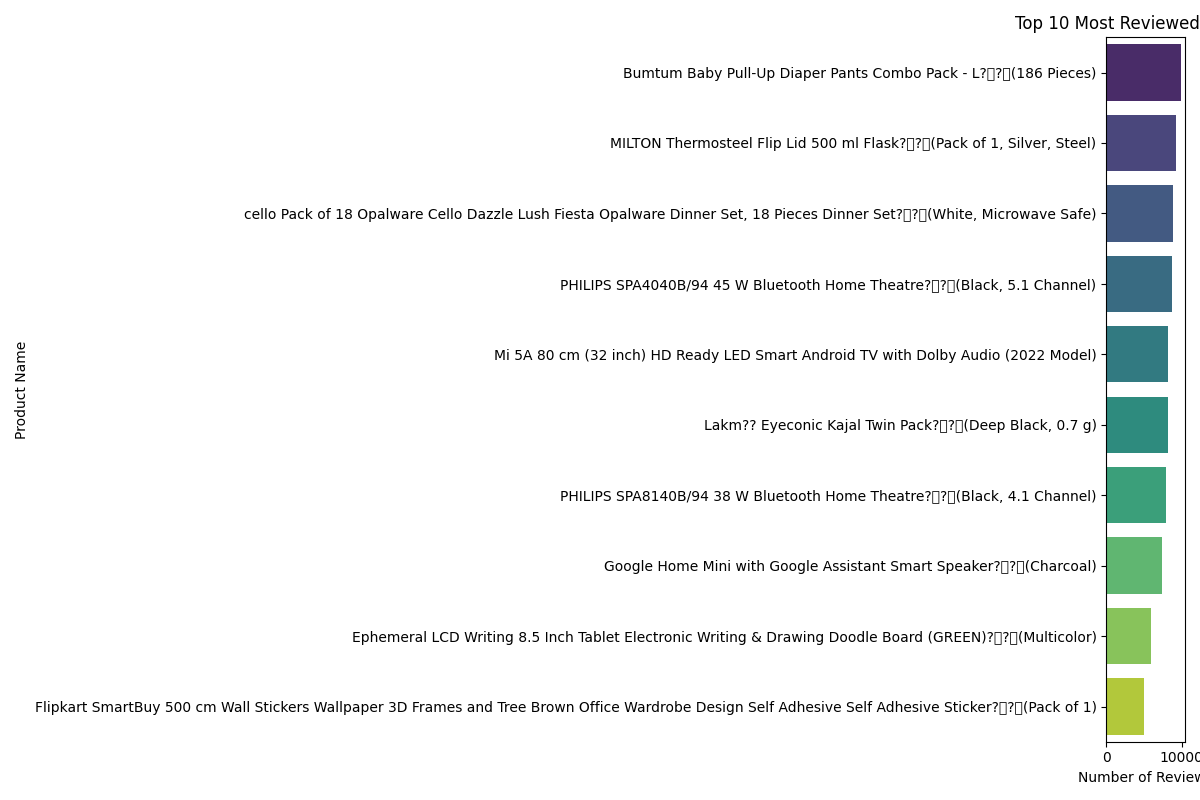 Top 10 Most Reviewed
Bumtum Baby Pull-Up Diaper Pants Combo Pack - L?▯?▯(186 Pieces)
MILTON Thermosteel Flip Lid 500 ml Flask?▯?▯(Pack of 1, Silver, Steel)
cello Pack of 18 Opalware Cello Dazzle Lush Fiesta Opalware Dinner Set, 18 Pieces Dinner Set?▯?▯(White, Microwave Safe)
PHILIPS SPA4040B/94 45 W Bluetooth Home Theatre?▯?▯(Black, 5.1 Channel)
Mi 5A 80 cm (32 inch) HD Ready LED Smart Android TV with Dolby Audio (2022 Model)
Lakm?? Eyeconic Kajal Twin Pack?▯?▯(Deep Black, 0.7 g)
PHILIPS SPA8140B/94 38 W Bluetooth Home Theatre?▯?▯(Black, 4.1 Channel)
Google Home Mini with Google Assistant Smart Speaker?▯?▯(Charcoal)
Ephemeral LCD Writing 8.5 Inch Tablet Electronic Writing & Drawing Doodle Board (GREEN)?▯?▯(Multicolor)
Flipkart SmartBuy 500 cm Wall Stickers Wallpaper 3D Frames and Tree Brown Office Wardrobe Design Self Adhesive Self Adhesive Sticker?▯?▯(Pack of 1)
Product Name
0 10000
Number of Review